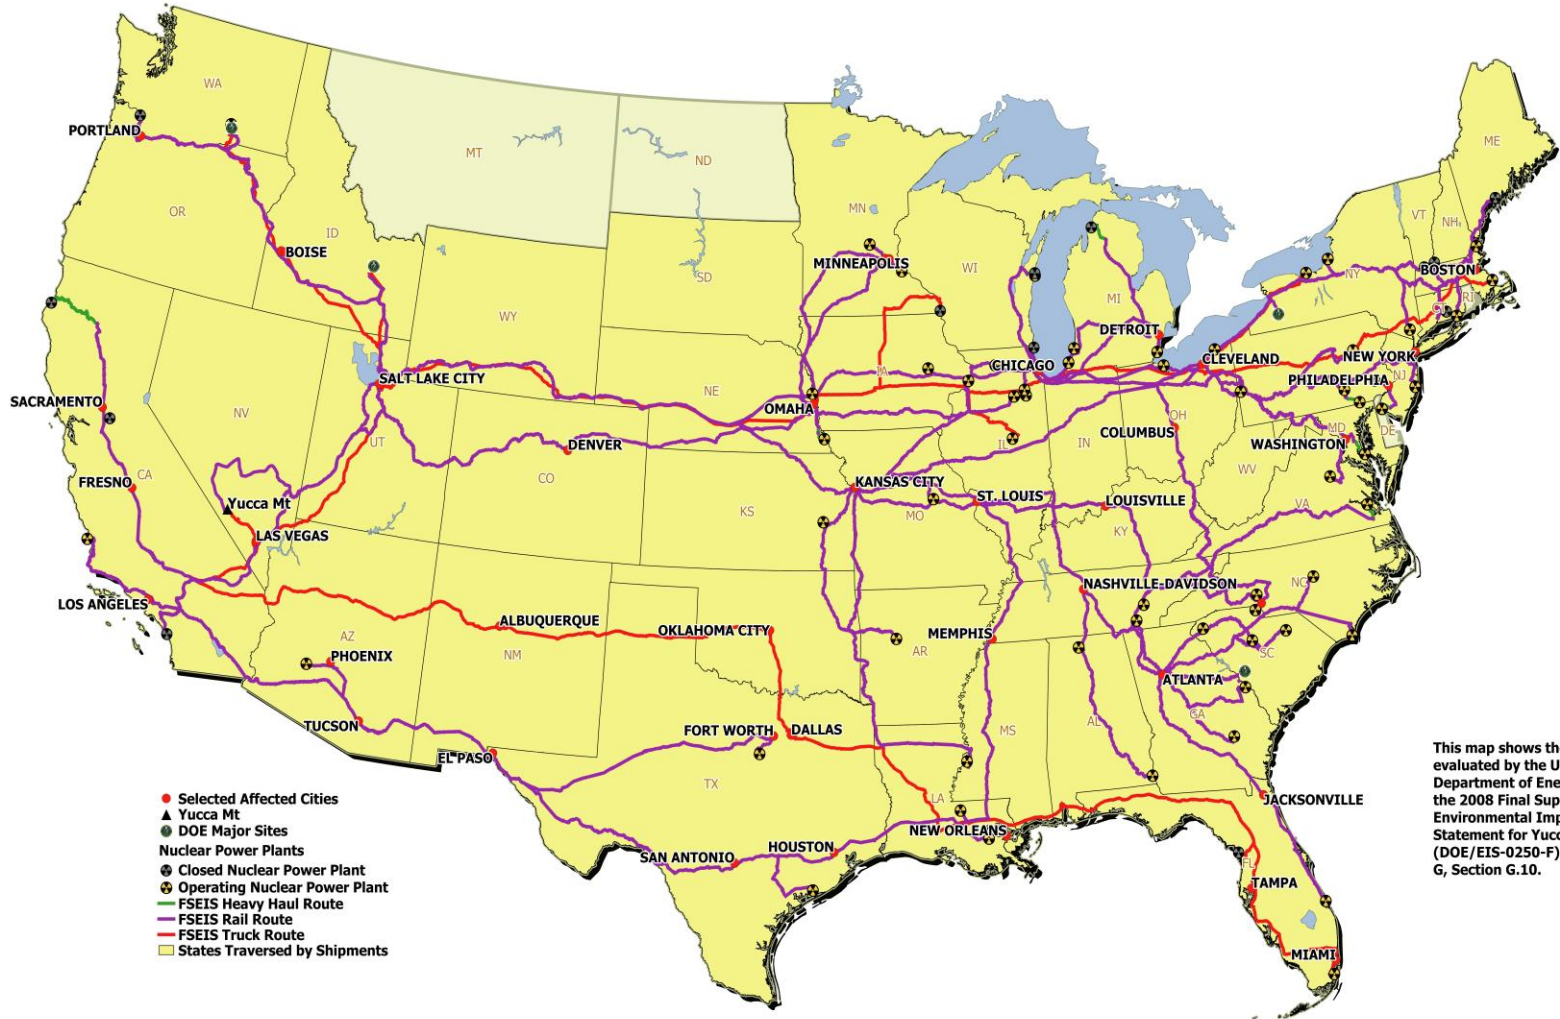 WA
PORTLAND
MT
ND
ME
OR
ID
BOISE
MN
MINNEAPOLIS
WI
VT
NH
NY
BOSTON
SD
WY
MI
DETROIT
CT
RI
SALT LAKE CITY
IA
CHICAGO
CLEVELAND
NEW YORK
NJ
PHILADELPHIA
SACRAMENTO
NV
NE
OMAHA
UT
DENVER
CO
IL
IN
OH
COLUMBUS
MD
DE
WASHINGTON
WV
FRESNO
CA
Yucca Mt
KANSAS CITY
ST. LOUIS
LOUISVILLE
KS
MO
KY
VA
LAS VEGAS
NASHVILLE-DAVIDSON
NC
LOS ANGELES
ALBUQUERQUE
OKLAHOMA CITY
MEMPHIS
AZ
PHOENIX
NM
AR
SC
ATLANTA
TUCSON
FORT WORTH
DALLAS
MS
AL
GA
EL PASO
TX
LA
JACKSONVILLE
NEW ORLEANS
SAN ANTONIO
HOUSTON
FL
TAMPA
MIAMI
Selected Affected Cities
Yucca Mt
DOE Major Sites
Nuclear Power Plants
Closed Nuclear Power Plant
Operating Nuclear Power Plant
FSEIS Heavy Haul Route
FSEIS Rail Route
FSEIS Truck Route
States Traversed by Shipments
This map shows th
evaluated by the U
Department of Ene
the 2008 Final Sup
Environmental Imp
Statement for Yucc
(DOE/EIS-0250-F)
G, Section G.10.